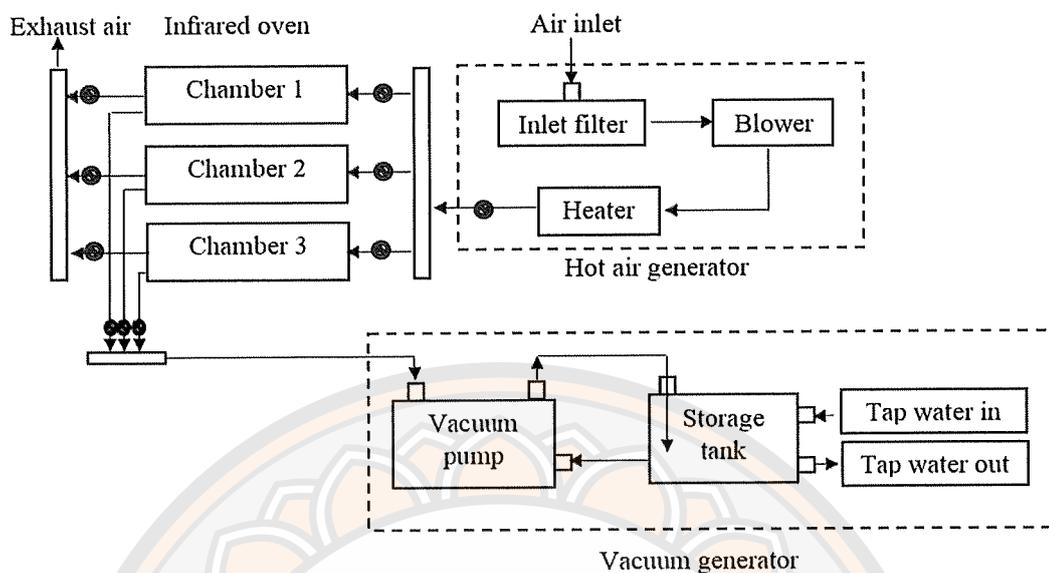 Exhaust air
Infrared oven
Air inlet
Chamber 1
Inlet filter
Blower
Chamber 2
Heater
Chamber 3
Hot air generator
Vacuum
pump
Storage
tank
Tap water in
Tap water out
Vacuum generator